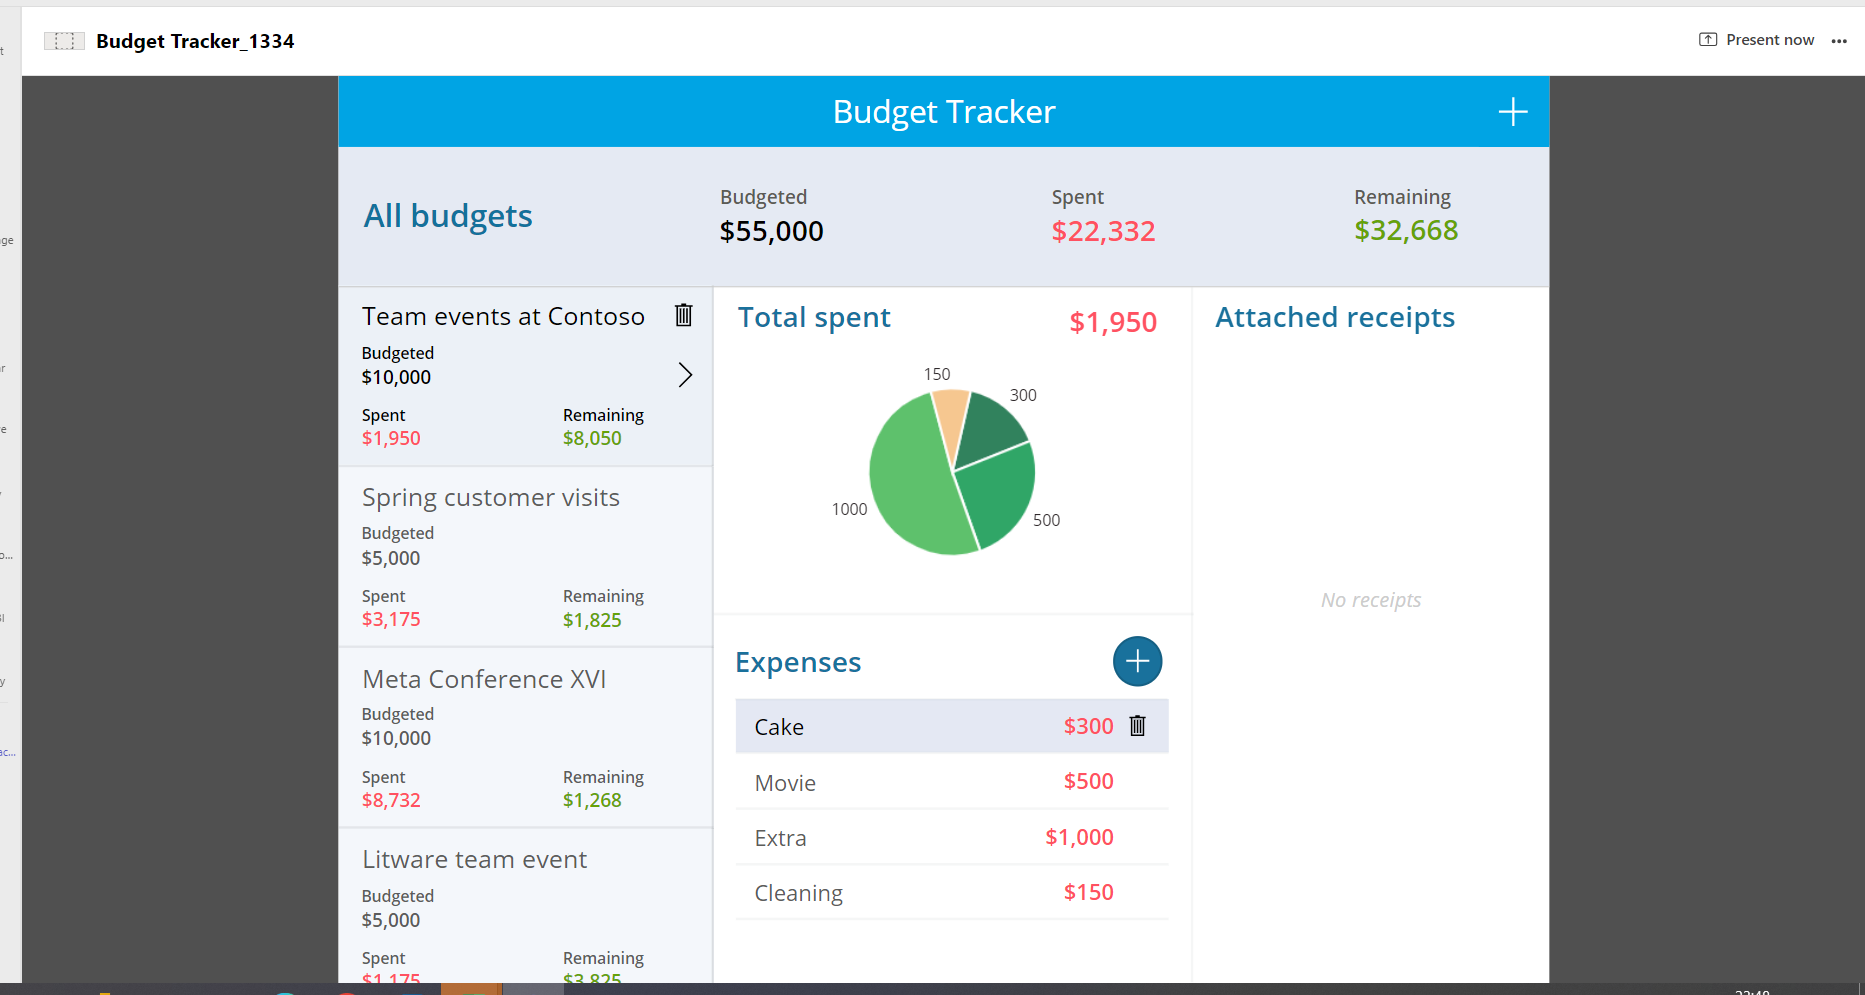 Budget Tracker_1334
Present now
Budget Tracker
All budgets
Budgeted
$55,000
Spent
$22,332
Remaining
$32,668
Team events at Contoso
Budgeted
$10,000
Spent
$1,950
Remaining
$8,050
Spring customer visits
Budgeted
$5,000
Spent
$3,175
Remaining
$1,825
Meta Conference XVI
Budgeted
$10,000
Spent
$8,732
Remaining
$1,268
Litware team event
Budgeted
$5,000
Spent
$1,175
Remaining
$3,825
Total spent
$1,950
150
300
1000
500
Expenses
Cake $300
Movie $500
Extra $1,000
Cleaning $150
Attached receipts
No receipts